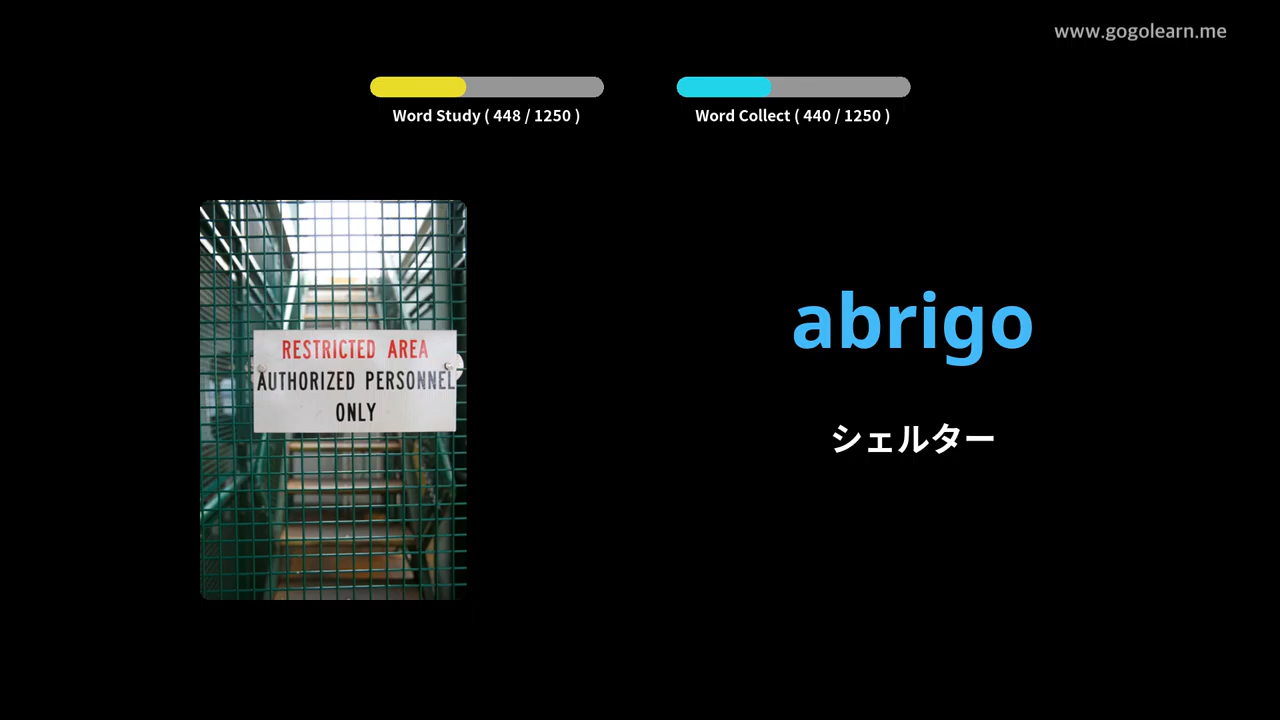 www.gogolearn.me
Word Study ( 448 / 1250 )
Word Collect ( 440 / 1250 )
RESTRICTED AREA
AUTHORIZED PERSONNEL
ONLY
abrigo
シェルター